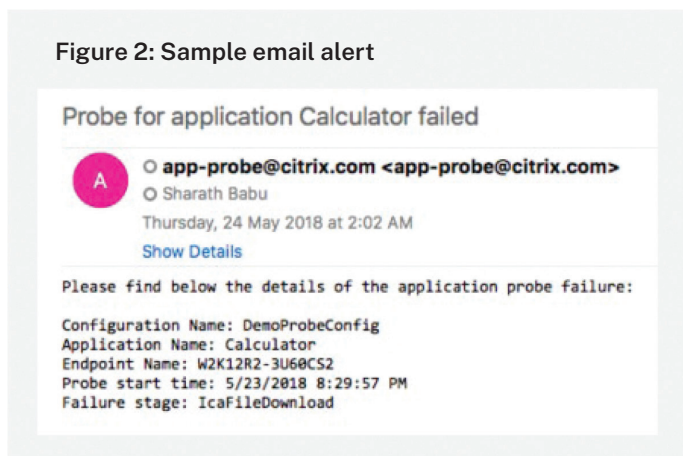 Figure 2: Sample email alert
Probe for application Calculator failed
A
app-probe@citrix.com <app-probe@citrix.com>
Sharath Babu
Thursday, 24 May 2018 at 2:02 AM
Show Details
Please find below the details of the application probe failure:
Configuration Name: DemoProbeConfig
Application Name: Calculator
Endpoint Name: W2K12R2-3U60CS2
Probe start time: 5/23/2018 8:29:57 PM
Failure stage: IcaFileDownload